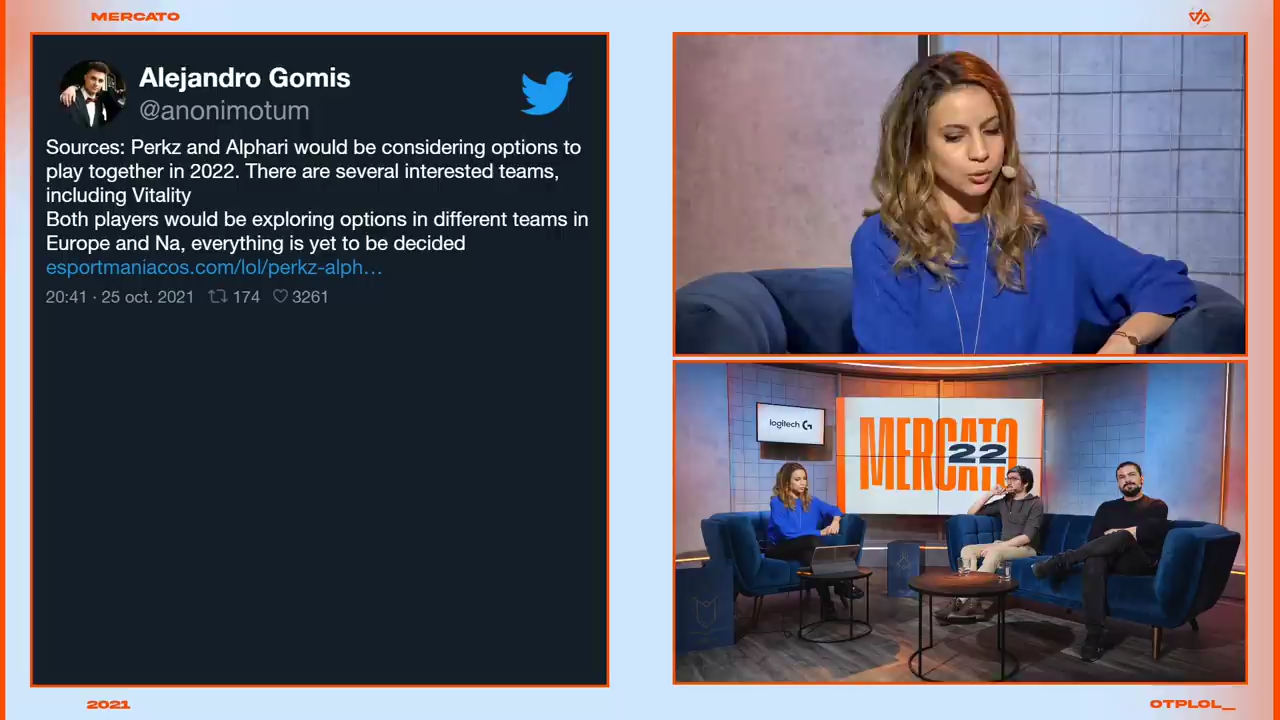 MERCATO
Alejandro Gomis
@anonimotum
Sources: Perkz and Alphari would be considering options to
play together in 2022. There are several interested teams,
including Vitality
Both players would be exploring options in different teams in
Europe and Na, everything is yet to be decided
esportmaniacos.com/lol/perkz-alph…
20:41 · 25 oct. 2021 174 3261
logitech G
MERCATO
22
2021
OTPLOL_